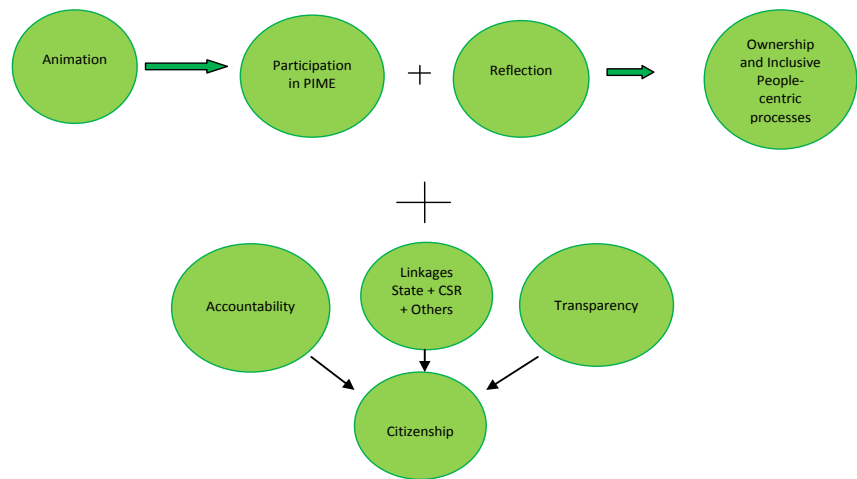 Animation
Participation
in PIME
+
Reflection
Ownership
and Inclusive
People-
centric
processes
+
Accountability
Linkages
State + CSR
+ Others
Transparency
Citizenship